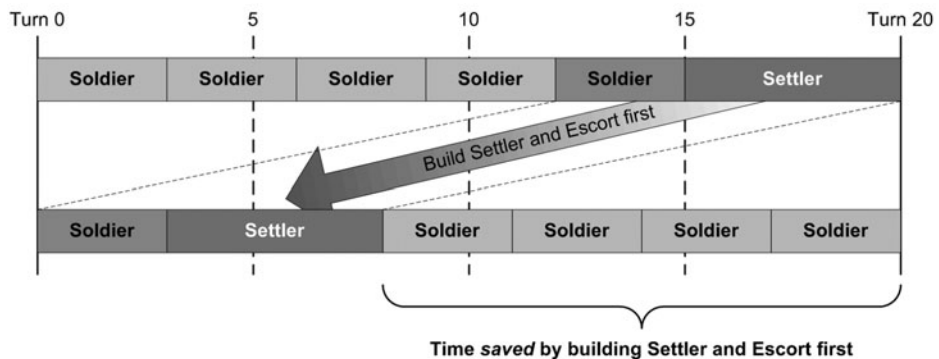 Turn 0 5 10 15 Turn 20
Soldier Soldier Soldier Soldier Soldier Settler
Build Settler and Escort first
Soldier Settler Soldier Soldier Soldier Soldier
Time saved by building Settler and Escort first